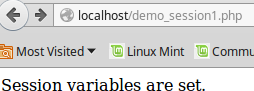 localhost/demo_session1.php
Most Visited Linux Mint Commu
Session variables are set.